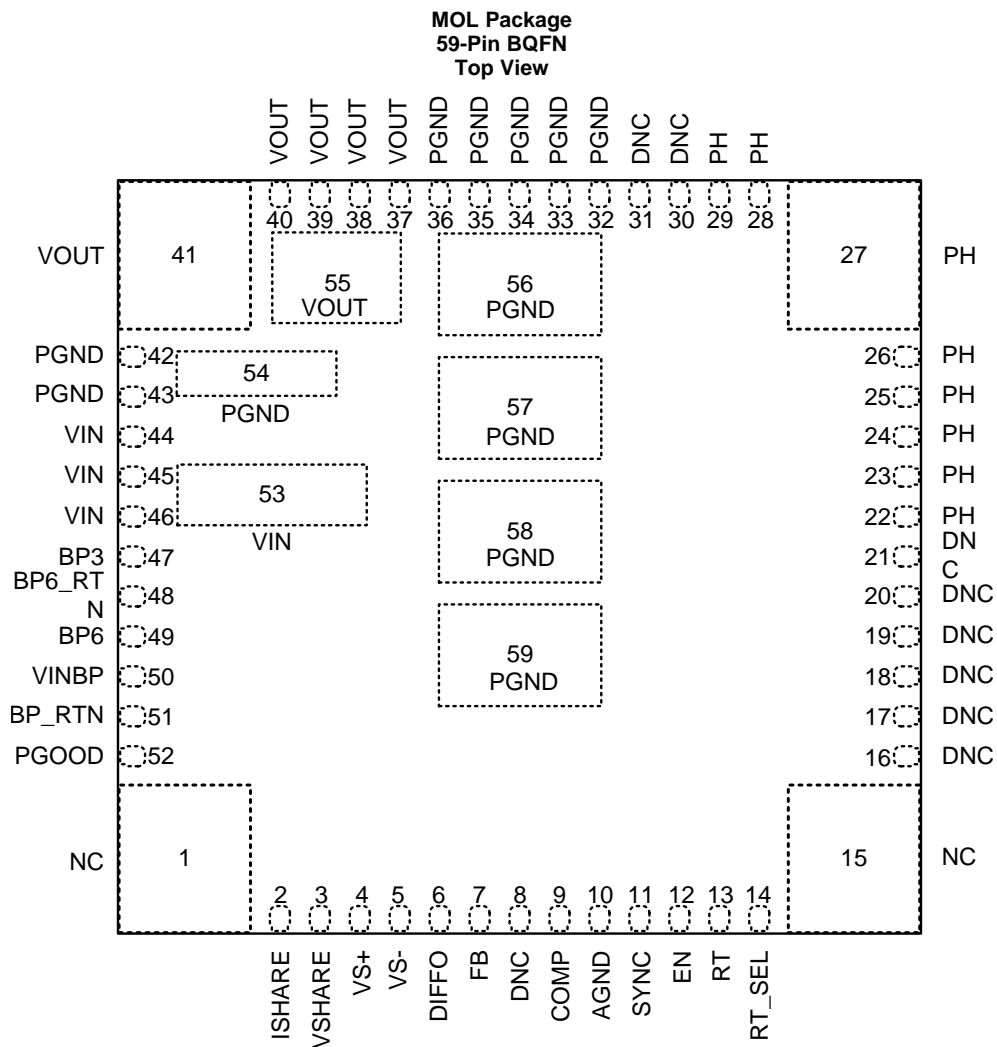 MOL Package
59-Pin BQFN
Top View
VOUT
VOUT
VOUT
VOUT
PGND
PGND
PGND
PGND
PGND
DNC
DNC
PH
PH
40 39 38 37 36 35 34 33 32 31 30 29 28
VOUT 41
55
VOUT
56
PGND
27 PH
PGND 42
54
PGND
26 PH
PGND 43
57
PGND
25 PH
VIN 44
24 PH
VIN 45
53
VIN
23 PH
VIN 46
58
PGND
22 PH
BP3 47
21 DN
C
BP6_RT
N 48
20 DNC
BP6 49
59
PGND
19 DNC
VINBP 50
18 DNC
BP_RTN 51
17 DNC
PGOOD 52
16 DNC
NC 1
15 NC
2 3 4 5 6 7 8 9 10 11 12 13 14
ISHARE
VSHARE
VS+
VS-
DIFFO
FB
DNC
COMP
AGND
SYNC
EN
RT
RT_SEL